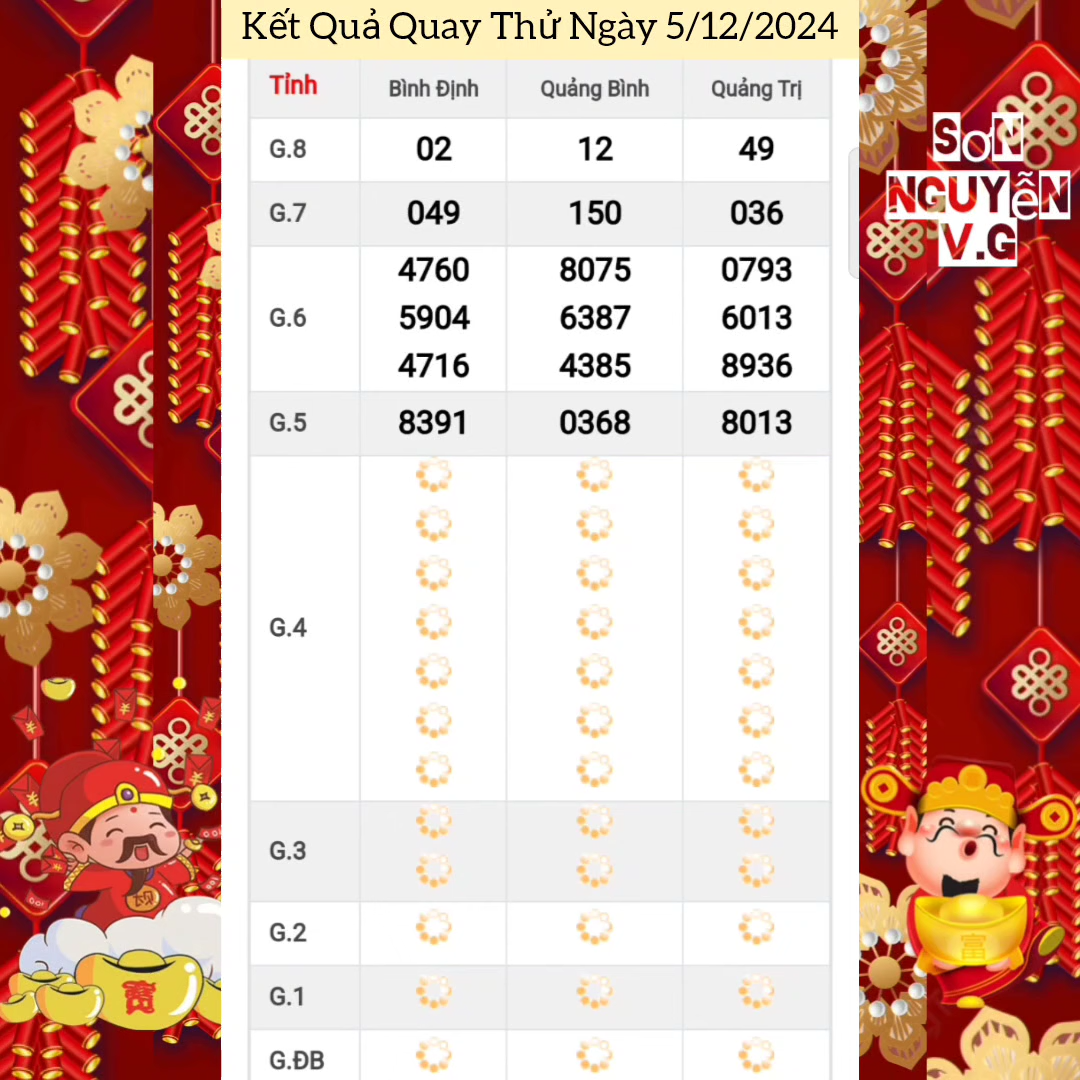 Kết Quả Quay Thử Ngày 5/12/2024
Tỉnh Bình Định Quảng Bình Quảng Trị
G.8 02 12 49
G.7 049 150 036
G.6 4760 8075 0793
5904 6387 6013
4716 4385 8936
G.5 8391 0368 8013
G.4
G.3
G.2
G.1
G.ĐB
SơN
NGUYễN
V.G
富